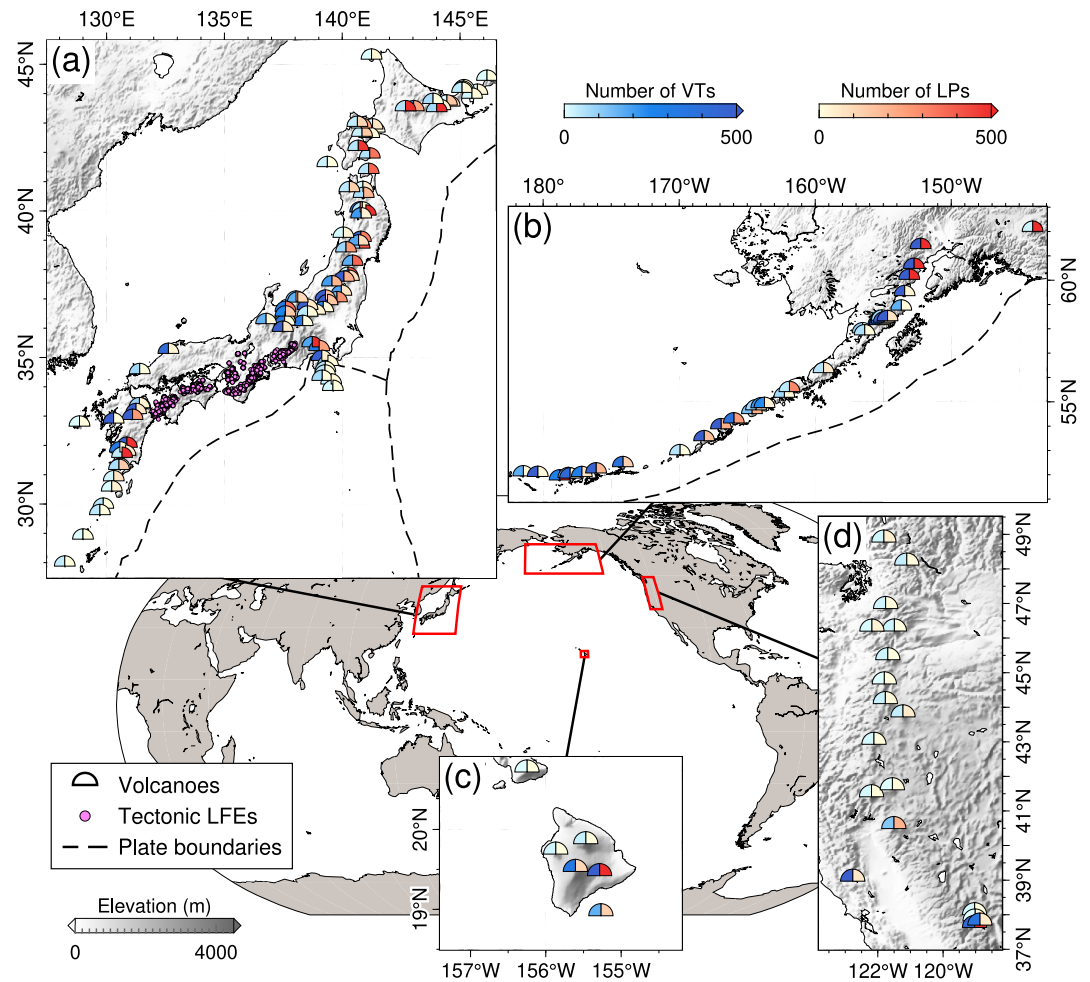 130°E 135°E 140°E 145°E
(a)
45°N
40°N
35°N
30°N
Number of VTs
0 500
Number of LPs
0 500
180° 170°W 160°W 150°W
(b)
60°N
55°N
(d)
49°N
47°N
45°N
43°N
41°N
39°N
37°N
122°W 120°W
(c)
20°N
19°N
157°W 156°W 155°W
Volcanoes
Tectonic LFEs
Plate boundaries
Elevation (m)
0 4000